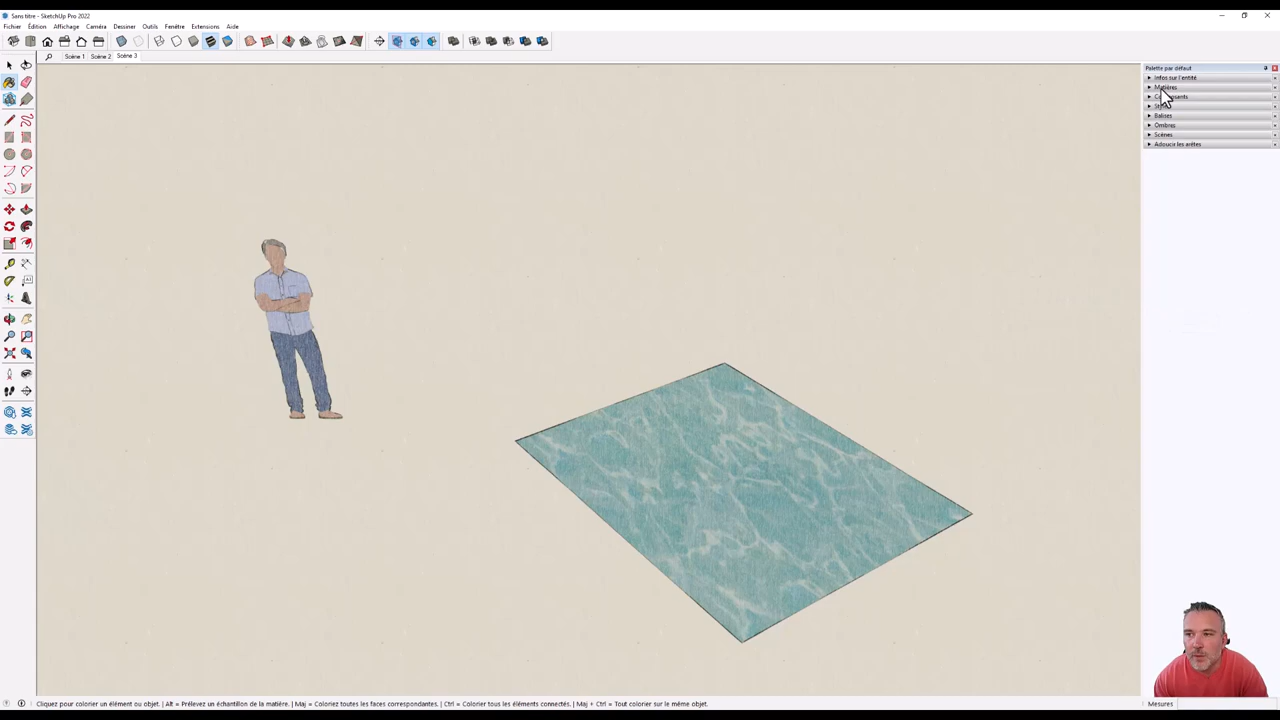 Sans titre - SketchUp Pro 2022
Fichier Édition Affichage Caméra Dessiner Outils Fenêtre Extensions Aide
Scène 1 Scène 2 Scène 3
Palette par défaut
Infos sur l'entité
Matières
Balises
Ombres
Scènes
Adoucir les arêtes
Cliquez pour colorier un élément ou objet. | Alt = Prélevez un échantillon de la matière. | Maj = Coloriez toutes les faces correspondantes. | Ctrl = Colorier tous les éléments connectés. | Maj + Ctrl = Tout colorier sur le même objet.
Mesures